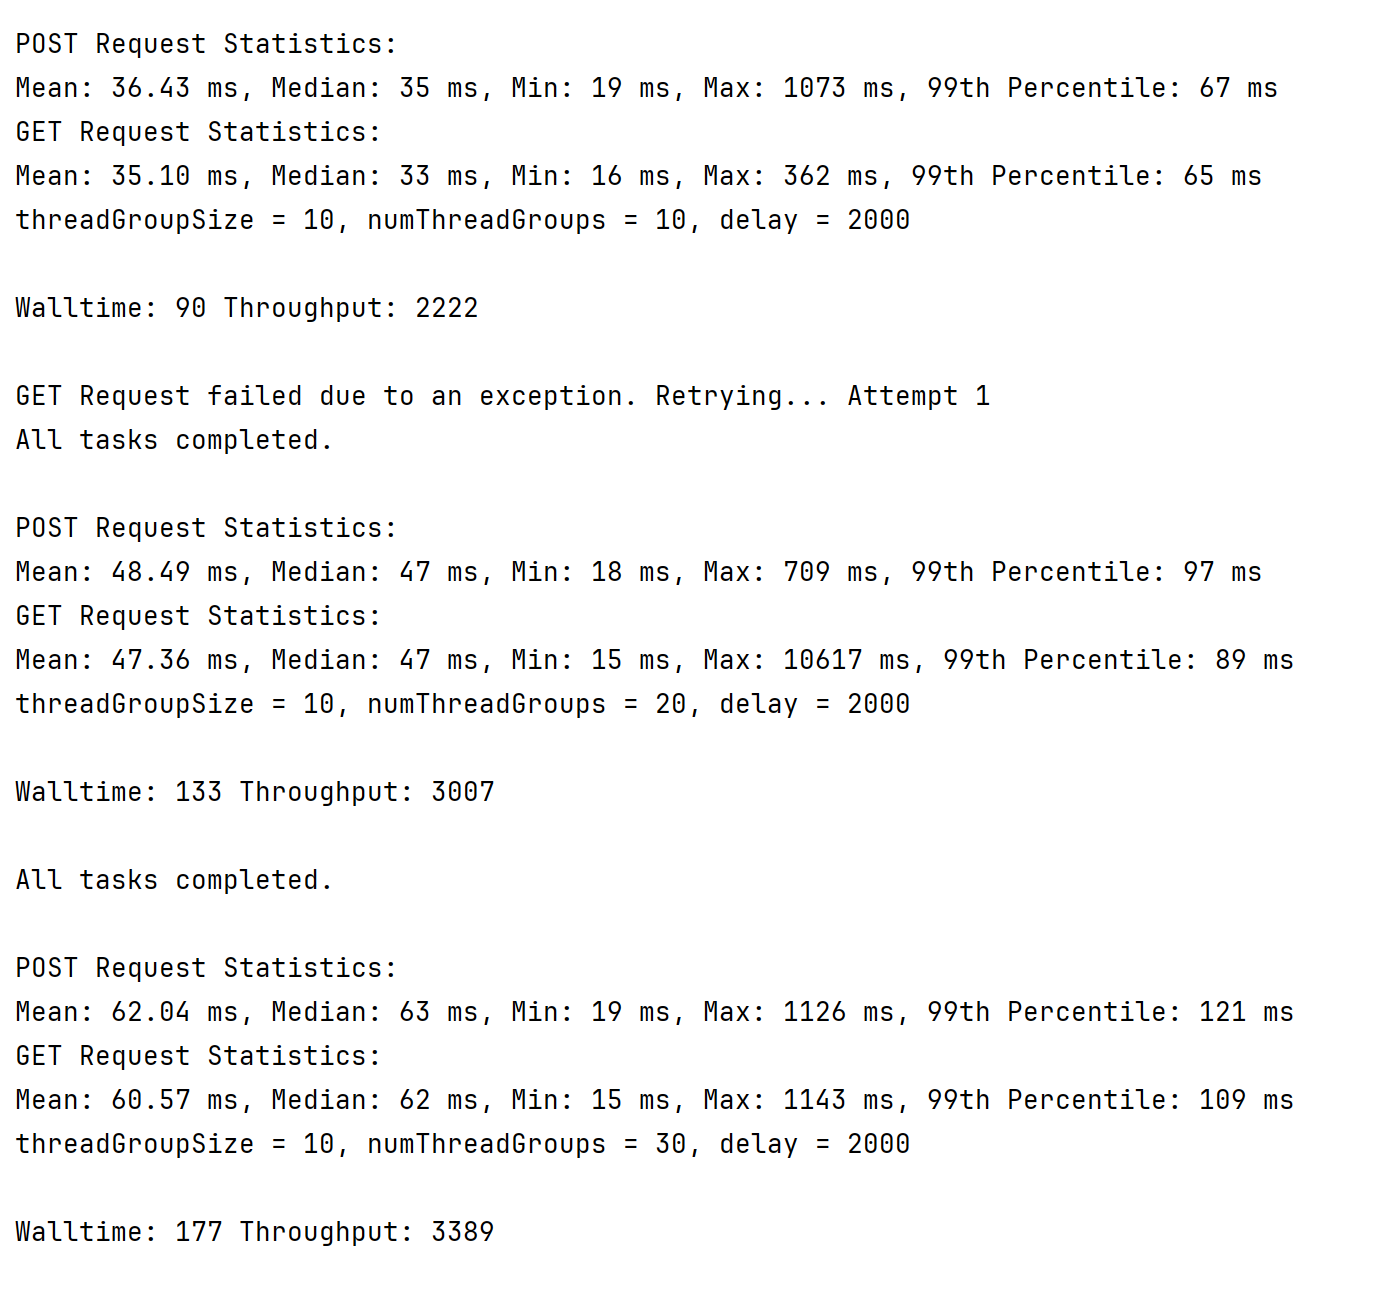 POST Request Statistics:
Mean: 36.43 ms, Median: 35 ms, Min: 19 ms, Max: 1073 ms, 99th Percentile: 67 ms
GET Request Statistics:
Mean: 35.10 ms, Median: 33 ms, Min: 16 ms, Max: 362 ms, 99th Percentile: 65 ms
threadGroupSize = 10, numThreadGroups = 10, delay = 2000
Walltime: 90 Throughput: 2222
GET Request failed due to an exception. Retrying... Attempt 1
All tasks completed.
POST Request Statistics:
Mean: 48.49 ms, Median: 47 ms, Min: 18 ms, Max: 709 ms, 99th Percentile: 97 ms
GET Request Statistics:
Mean: 47.36 ms, Median: 47 ms, Min: 15 ms, Max: 10617 ms, 99th Percentile: 89 ms
threadGroupSize = 10, numThreadGroups = 20, delay = 2000
Walltime: 133 Throughput: 3007
All tasks completed.
POST Request Statistics:
Mean: 62.04 ms, Median: 63 ms, Min: 19 ms, Max: 1126 ms, 99th Percentile: 121 ms
GET Request Statistics:
Mean: 60.57 ms, Median: 62 ms, Min: 15 ms, Max: 1143 ms, 99th Percentile: 109 ms
threadGroupSize = 10, numThreadGroups = 30, delay = 2000
Walltime: 177 Throughput: 3389